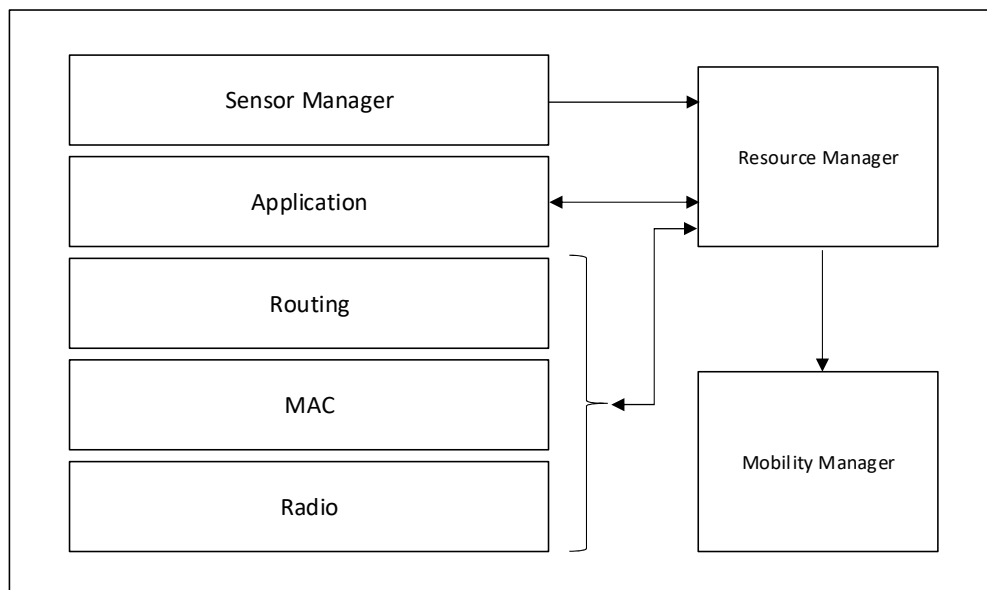 Sensor Manager
Application
Routing
MAC
Radio
Resource Manager
Mobility Manager